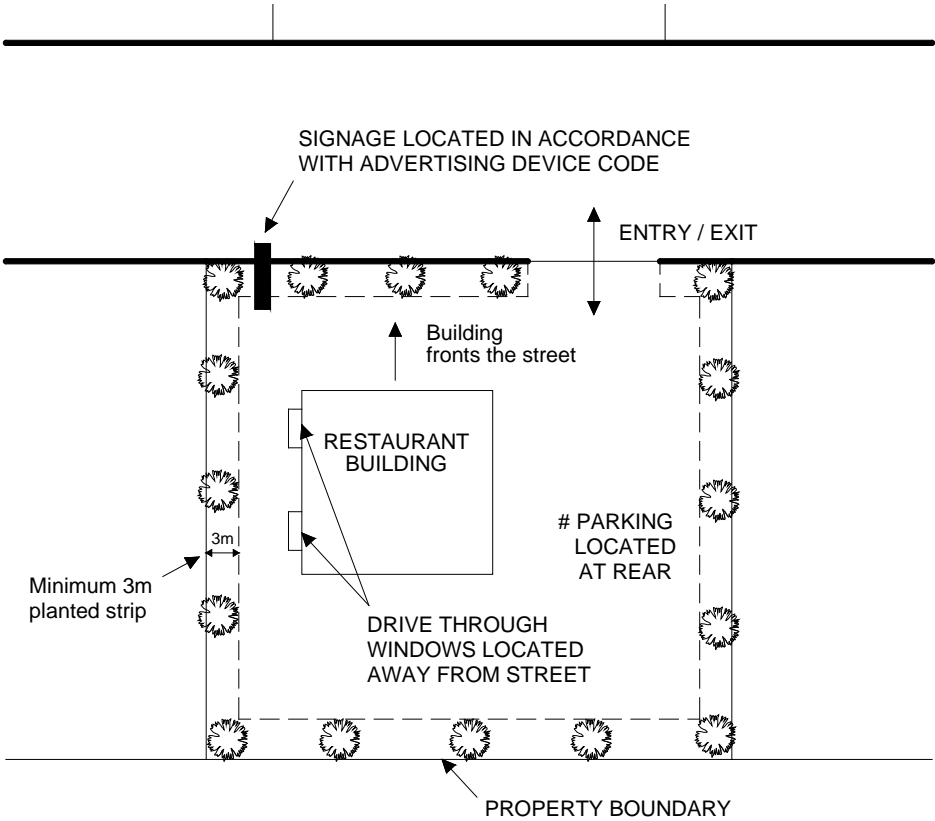 SIGNAGE LOCATED IN ACCORDANCE
WITH ADVERTISING DEVICE CODE
ENTRY / EXIT
Building
fronts the street
RESTAURANT
BUILDING
# PARKING
LOCATED
AT REAR
3m
Minimum 3m
planted strip
DRIVE THROUGH
WINDOWS LOCATED
AWAY FROM STREET
PROPERTY BOUNDARY